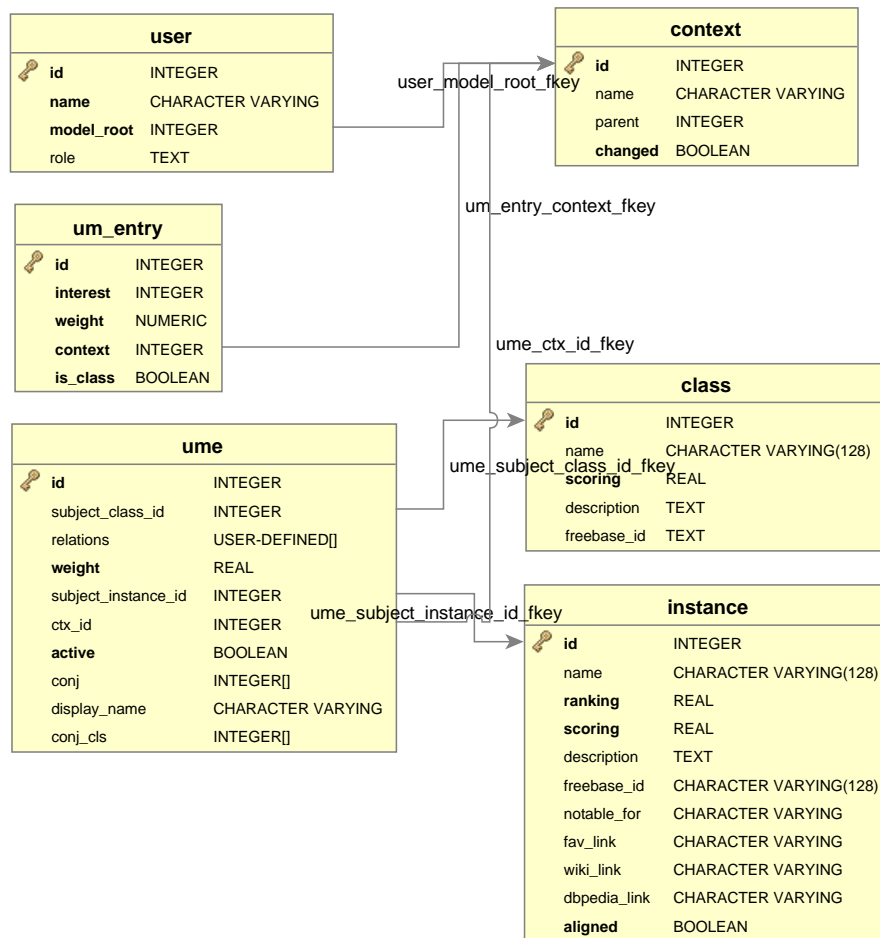 user
id INTEGER
name CHARACTER VARYING
model_root INTEGER
role TEXT
user_model_root_fkey
context
id INTEGER
name CHARACTER VARYING
parent INTEGER
changed BOOLEAN
um_entry
id INTEGER
interest INTEGER
weight NUMERIC
context INTEGER
is_class BOOLEAN
um_entry_context_fkey
ume_ctx_id_fkey
class
id INTEGER
name CHARACTER VARYING(128)
scoring REAL
description TEXT
freebase_id TEXT
ume_subject_class_id_fkey
ume
id INTEGER
subject_class_id INTEGER
relations USER-DEFINED[]
weight REAL
subject_instance_id INTEGER
ctx_id INTEGER
active BOOLEAN
conj INTEGER[]
display_name CHARACTER VARYING
conj_cls INTEGER[]
ume_subject_instance_id_fkey
instance
id INTEGER
name CHARACTER VARYING(128)
ranking REAL
scoring REAL
description TEXT
freebase_id CHARACTER VARYING(128)
notable_for CHARACTER VARYING
fav_link CHARACTER VARYING
wiki_link CHARACTER VARYING
dbpedia_link CHARACTER VARYING
aligned BOOLEAN